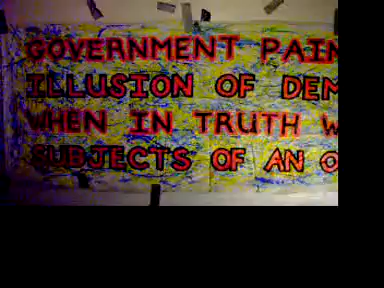 GOVERNMENT PAIN
ILLUSION OF DEM
WHEN IN TRUTH W
SUBJECTS OF AN O